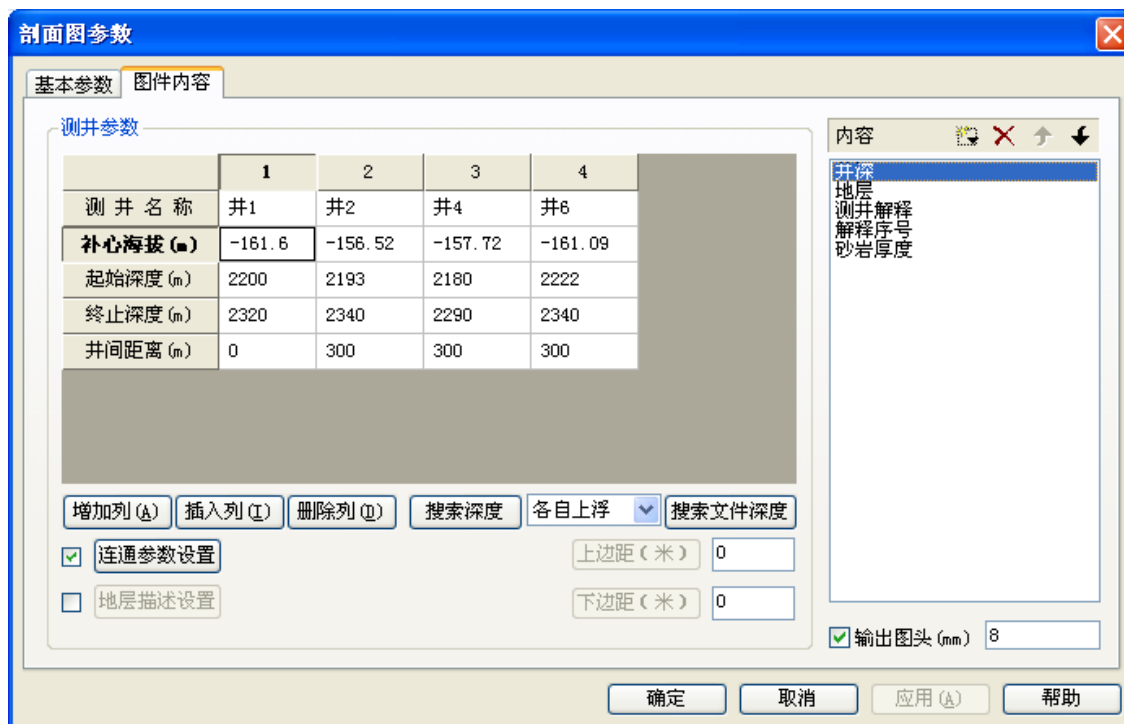 剖面图参数
基本参数 图件内容
测井参数
1 2 3 4
测井名称 井1 井2 井4 井6
补心海拔(m) -161.6 -156.52 -157.72 -161.09
起始深度(m) 2200 2193 2180 2222
终止深度(m) 2320 2340 2290 2340
井间距离(m) 0 300 300 300
增加列(A) 插入列(I) 删除列(D) 搜索深度 各自上浮 搜索文件深度
连通参数设置 上边距(米) 0
地层描述设置 下边距(米) 0
内容
井深
地层
测井解释
解释序号
砂岩厚度
输出图头(mm) 8
确定 取消 应用(A) 帮助